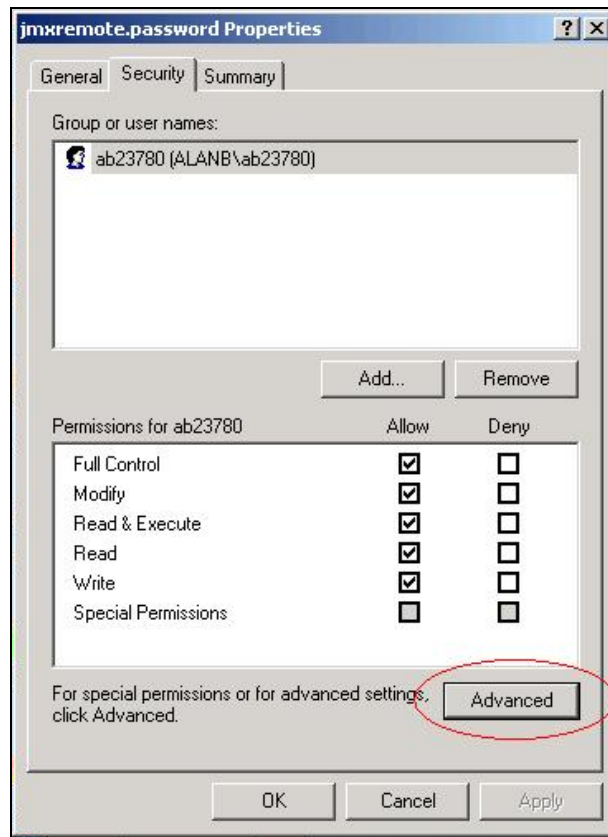 jmxremote.password Properties
General Security Summary
Group or user names:
ab23780 (ALANB\ab23780)
Add... Remove
Permissions for ab23780 Allow Deny
Full Control
Modify
Read & Execute
Read
Write
Special Permissions
For special permissions or for advanced settings,
click Advanced.
Advanced
OK Cancel Apply